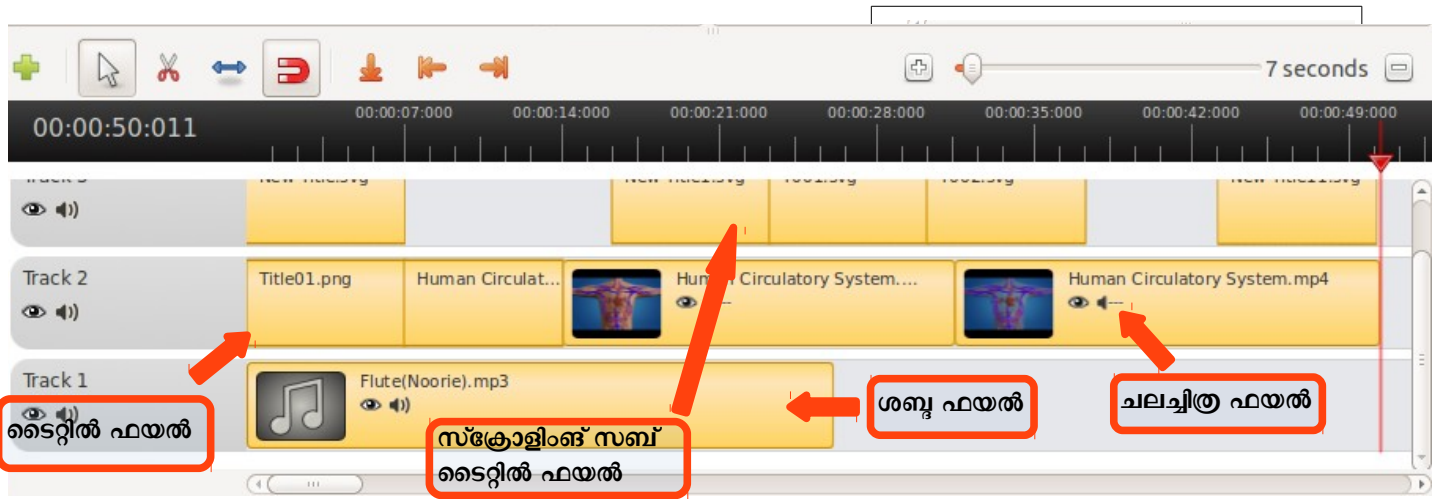 7 seconds
00:00:50:011
00:00:07:000 00:00:14:000 00:00:21:000 00:00:28:000 00:00:35:000 00:00:42:000 00:00:49:000
Track 2
Title01.png
Human Circulat...
Human Circulatory System....
Human Circulatory System.mp4
Track 1
Flute(Noorie).mp3
ടൈറ്റിൽ ഫയൽ
സ്ക്രോളിംങ് സബ്
ടൈറ്റിൽ ഫയൽ
ശബ്ദ ഫയൽ
ചലച്ചിത്ര ഫയൽ